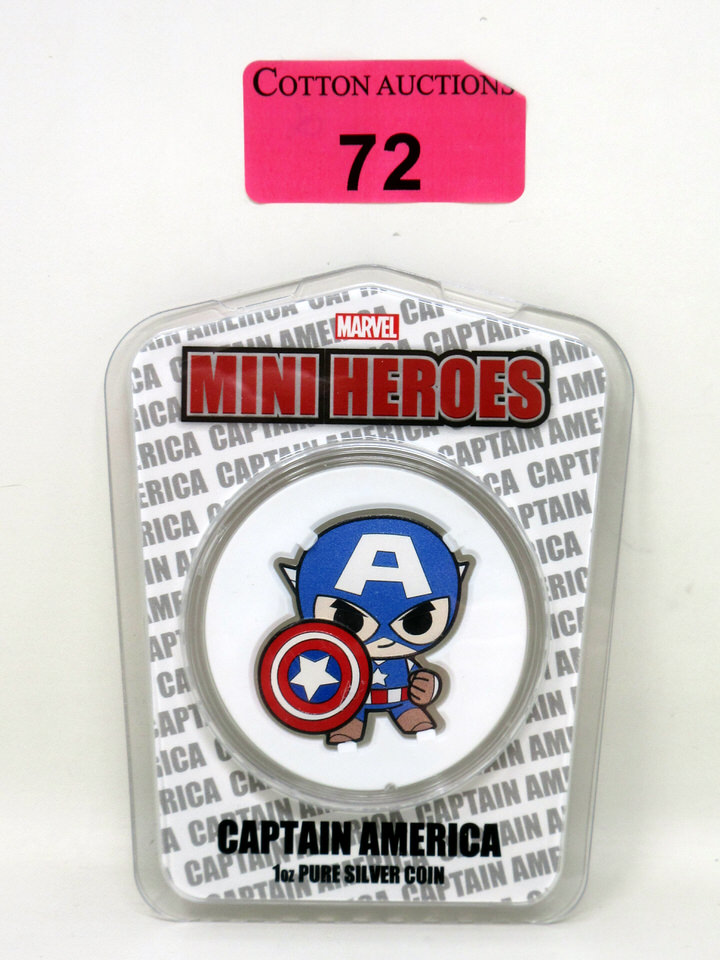 COTTON AUCTIONS
72
MARVEL
MINI HEROES
A
CAPTAIN AMERICA
1oz PURE SILVER COIN